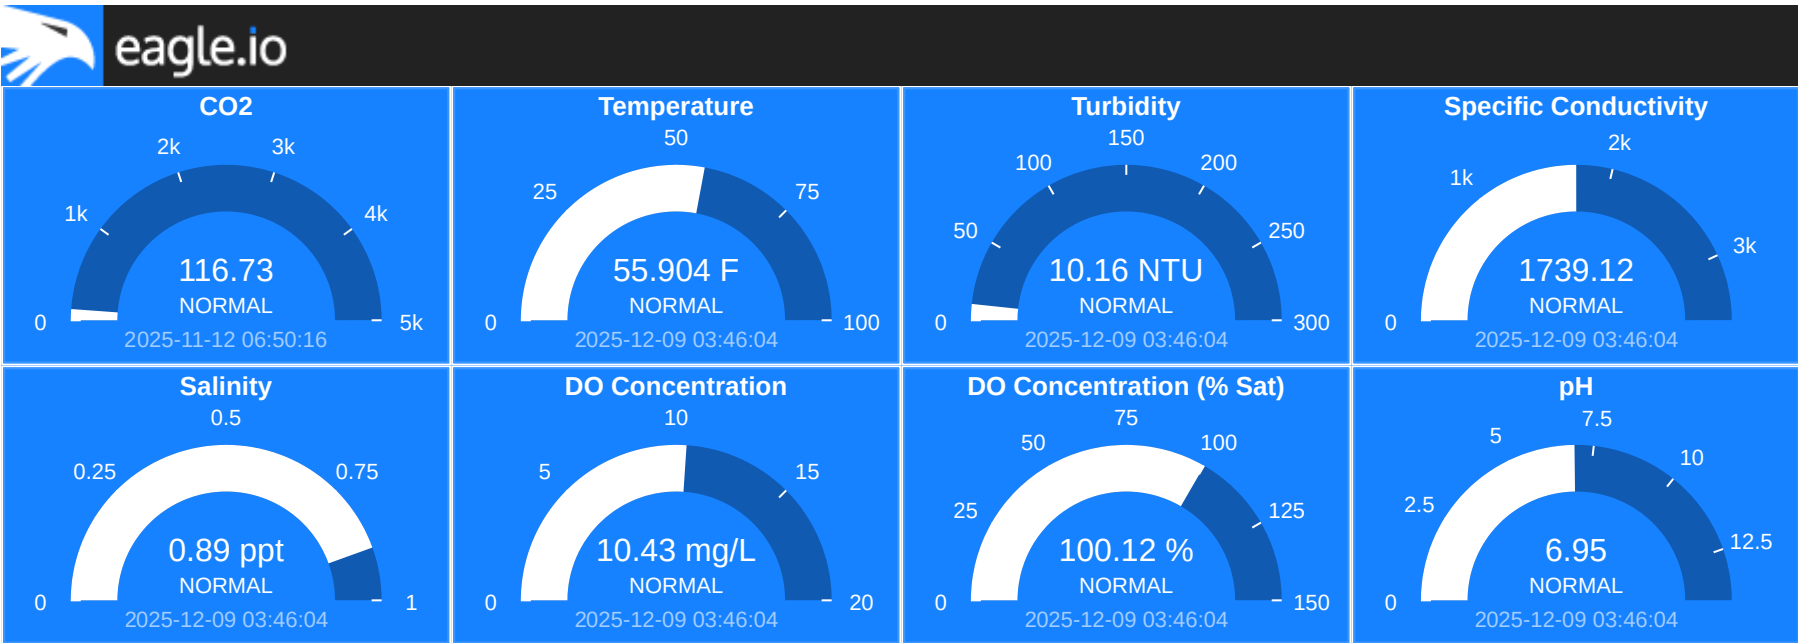 eagle.io
CO2
0
1k
2k
3k
4k
5k
116.73
NORMAL
2025-11-12 06:50:16
Temperature
0
25
50
75
100
55.904 F
NORMAL
2025-12-09 03:46:04
Turbidity
0
50
100
150
200
250
300
10.16 NTU
NORMAL
2025-12-09 03:46:04
Specific Conductivity
0
1k
2k
3k
1739.12
NORMAL
2025-12-09 03:46:04
Salinity
0
0.25
0.5
0.75
1
0.89 ppt
NORMAL
2025-12-09 03:46:04
DO Concentration
0
5
10
15
20
10.43 mg/L
NORMAL
2025-12-09 03:46:04
DO Concentration (% Sat)
0
25
50
75
100
125
150
100.12 %
NORMAL
2025-12-09 03:46:04
pH
0
2.5
5
7.5
10
12.5
6.95
NORMAL
2025-12-09 03:46:04